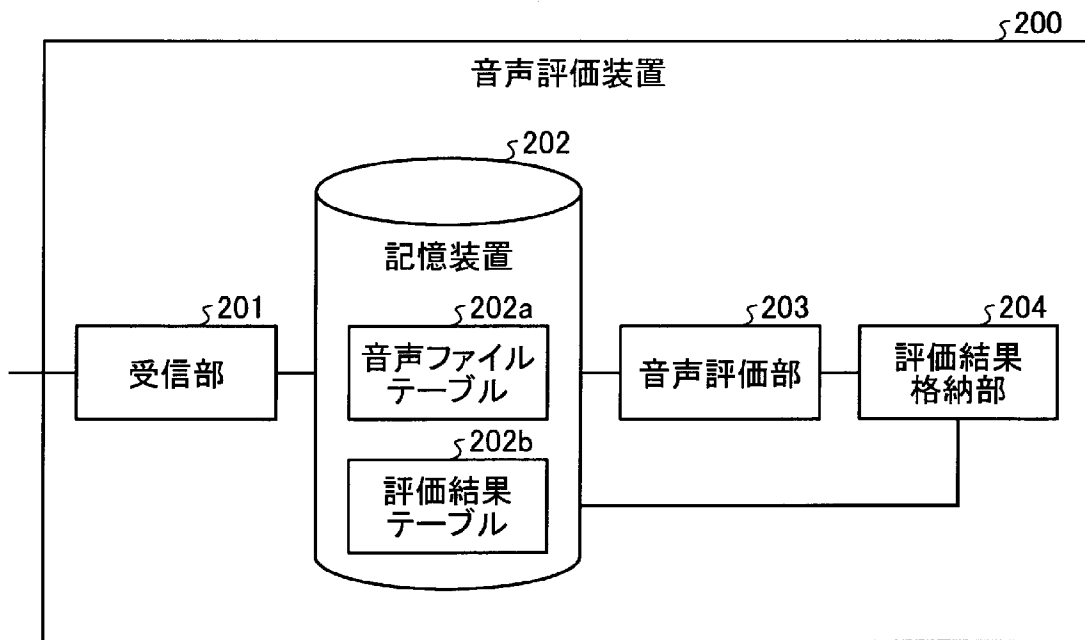 200
音声評価装置
202
記憶装置
201
受信部
202a
音声ファイル
テーブル
203
音声評価部
204
評価結果
格納部
202b
評価結果
テーブル